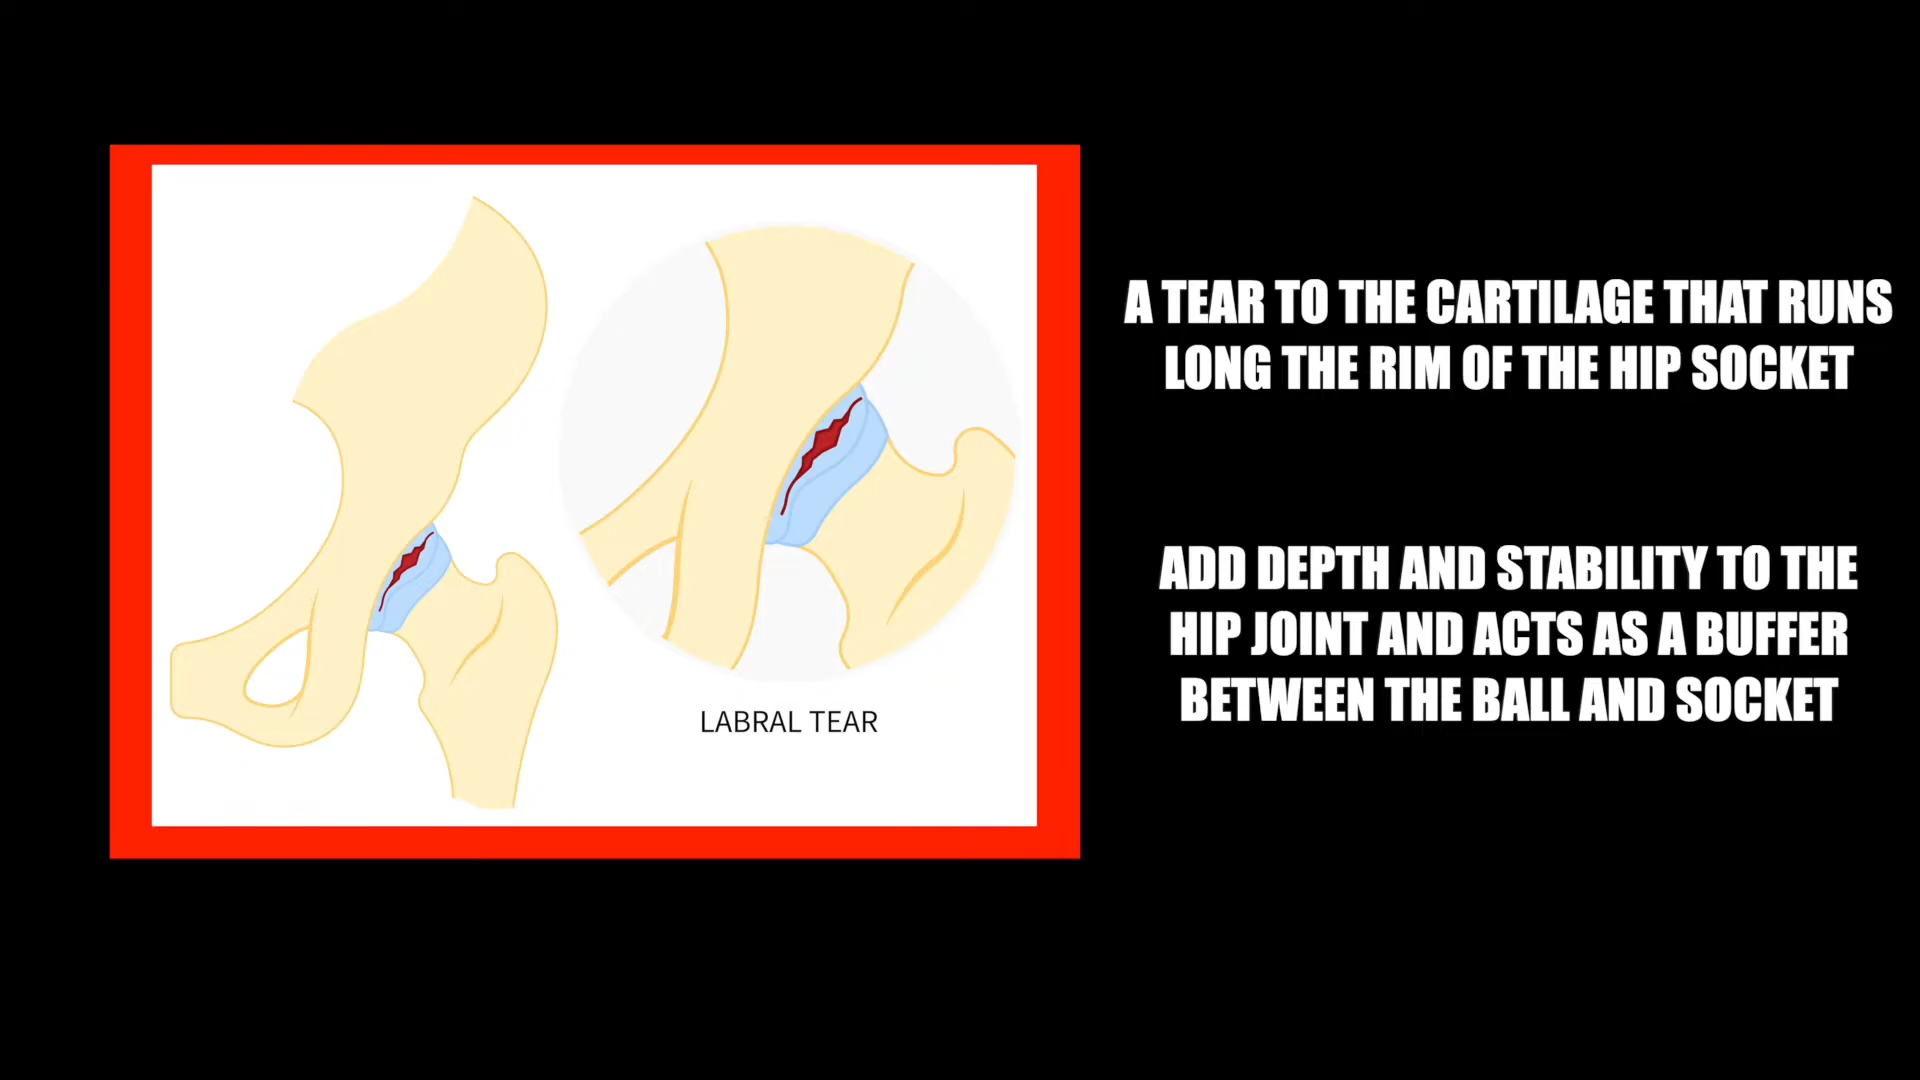 A TEAR TO THE CARTILAGE THAT RUNS
LONG THE RIM OF THE HIP SOCKET
ADD DEPTH AND STABILITY TO THE
HIP JOINT AND ACTS AS A BUFFER
BETWEEN THE BALL AND SOCKET
LABRAL TEAR